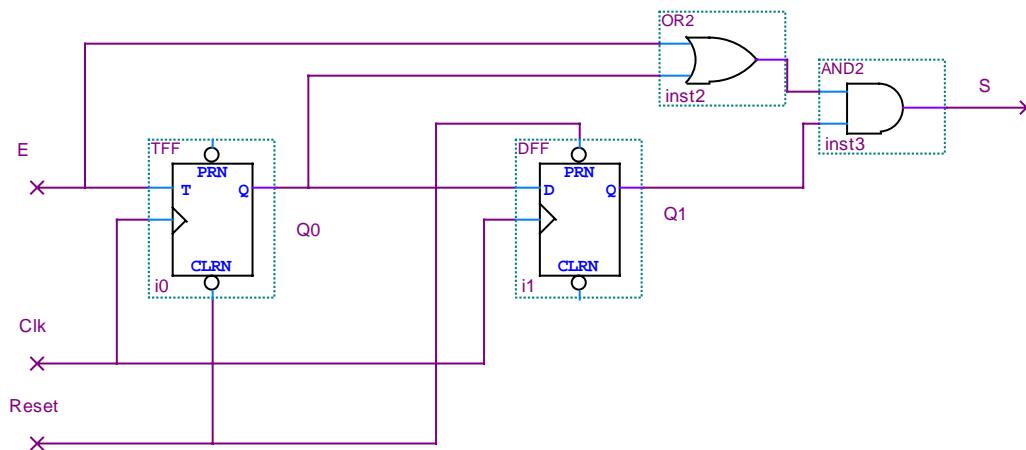 OR2
inst2
AND2
inst3
S
E
TFF
PRN
T
Q
CLRN
i0
Q0
DFF
PRN
D
Q
CLRN
i1
Q1
Clk
Reset